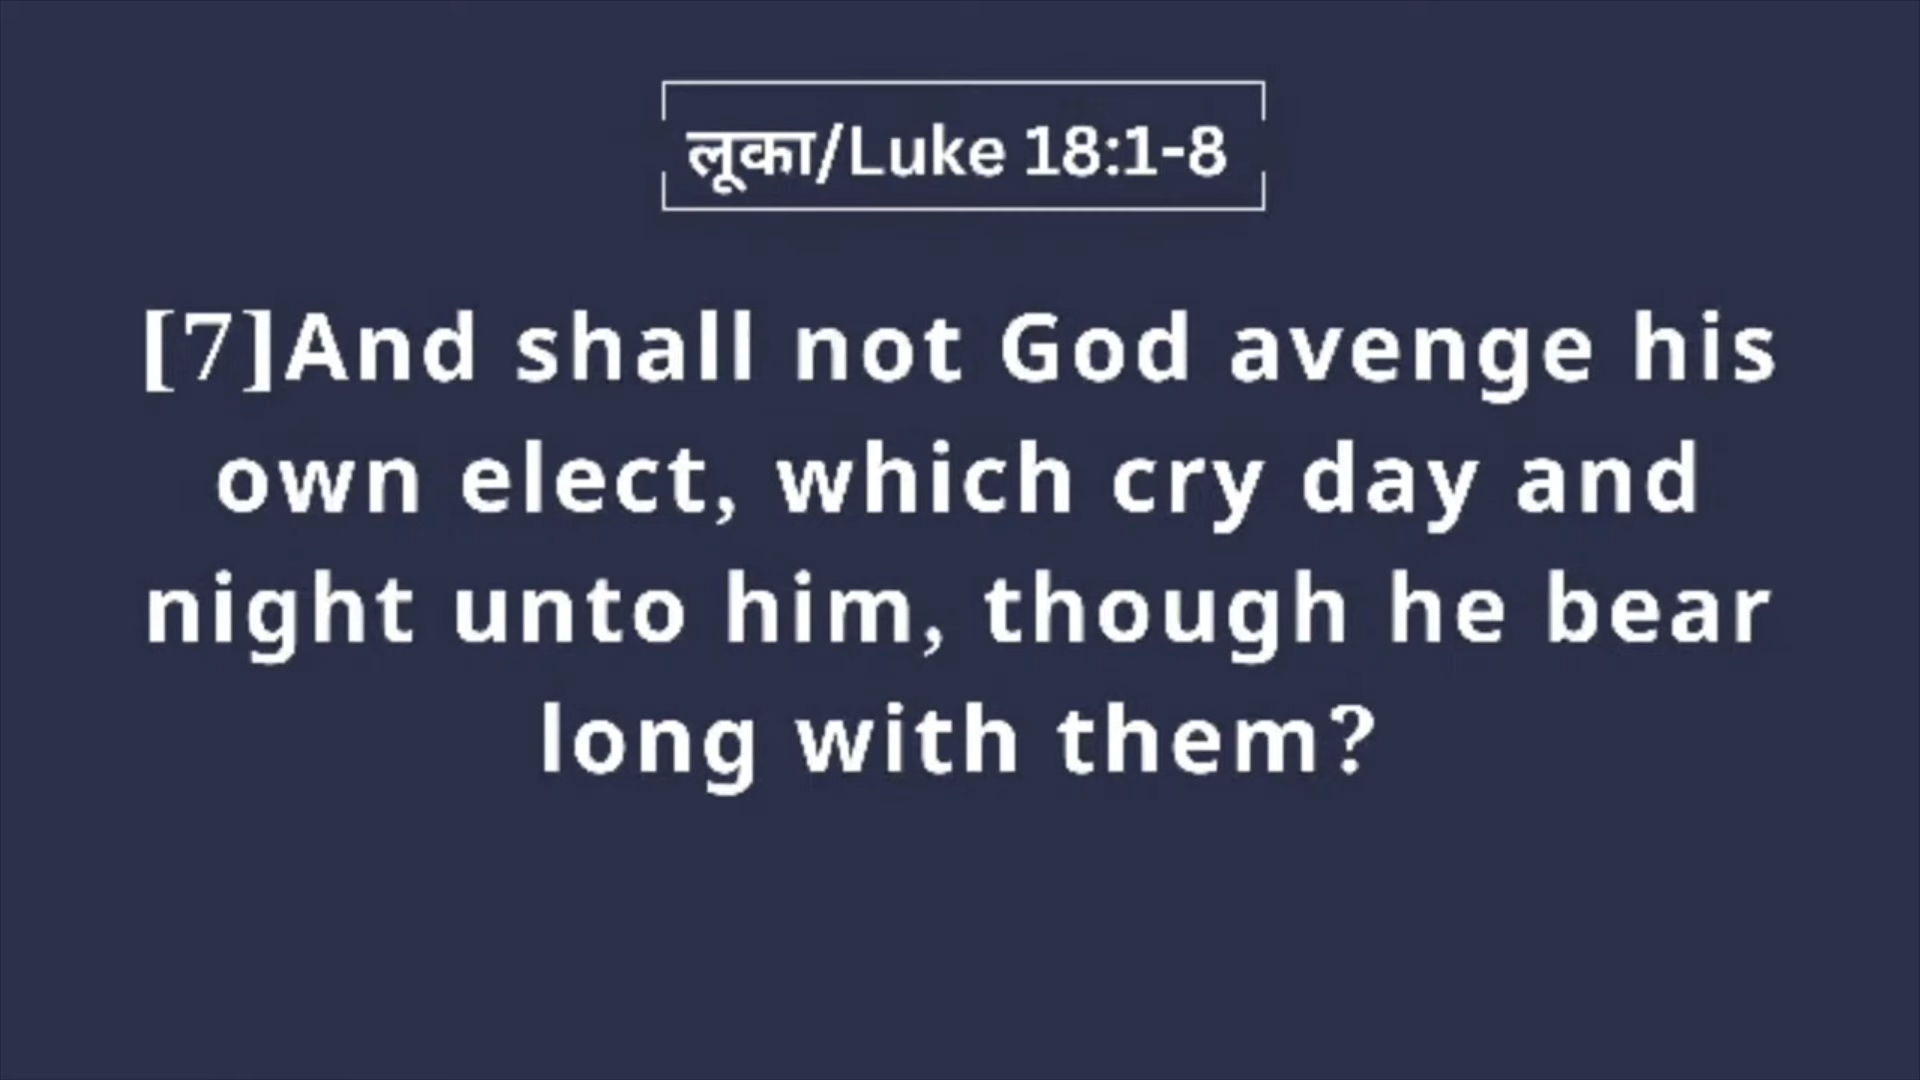 लूका/Luke 18:1-8
[7]And shall not God avenge his
own elect, which cry day and
night unto him, though he bear
long with them?